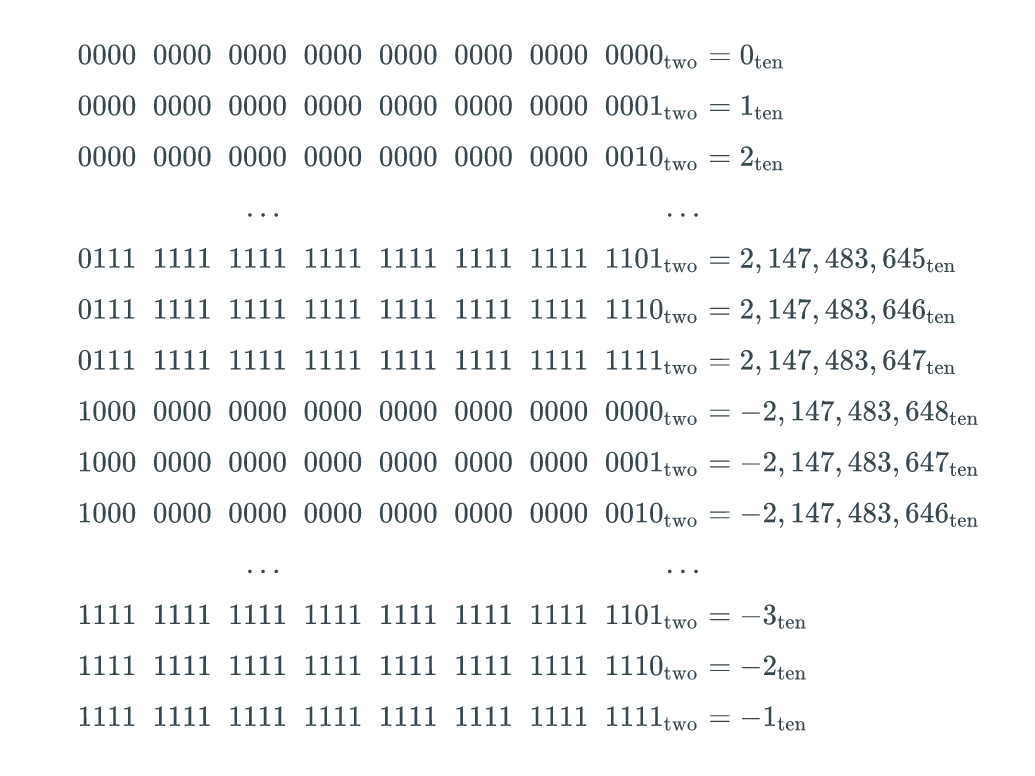 0000 0000 0000 0000 0000 0000 0000 0000two = 0ten
0000 0000 0000 0000 0000 0000 0000 0001two = 1ten
0000 0000 0000 0000 0000 0000 0000 0010two = 2ten
... ...
0111 1111 1111 1111 1111 1111 1111 1101two = 2,147,483,645ten
0111 1111 1111 1111 1111 1111 1111 1110two = 2,147,483,646ten
0111 1111 1111 1111 1111 1111 1111 1111two = 2,147,483,647ten
1000 0000 0000 0000 0000 0000 0000 0000two = −2,147,483,648ten
1000 0000 0000 0000 0000 0000 0000 0001two = −2,147,483,647ten
1000 0000 0000 0000 0000 0000 0000 0010two = −2,147,483,646ten
... ...
1111 1111 1111 1111 1111 1111 1111 1101two = −3ten
1111 1111 1111 1111 1111 1111 1111 1110two = −2ten
1111 1111 1111 1111 1111 1111 1111 1111two = −1ten